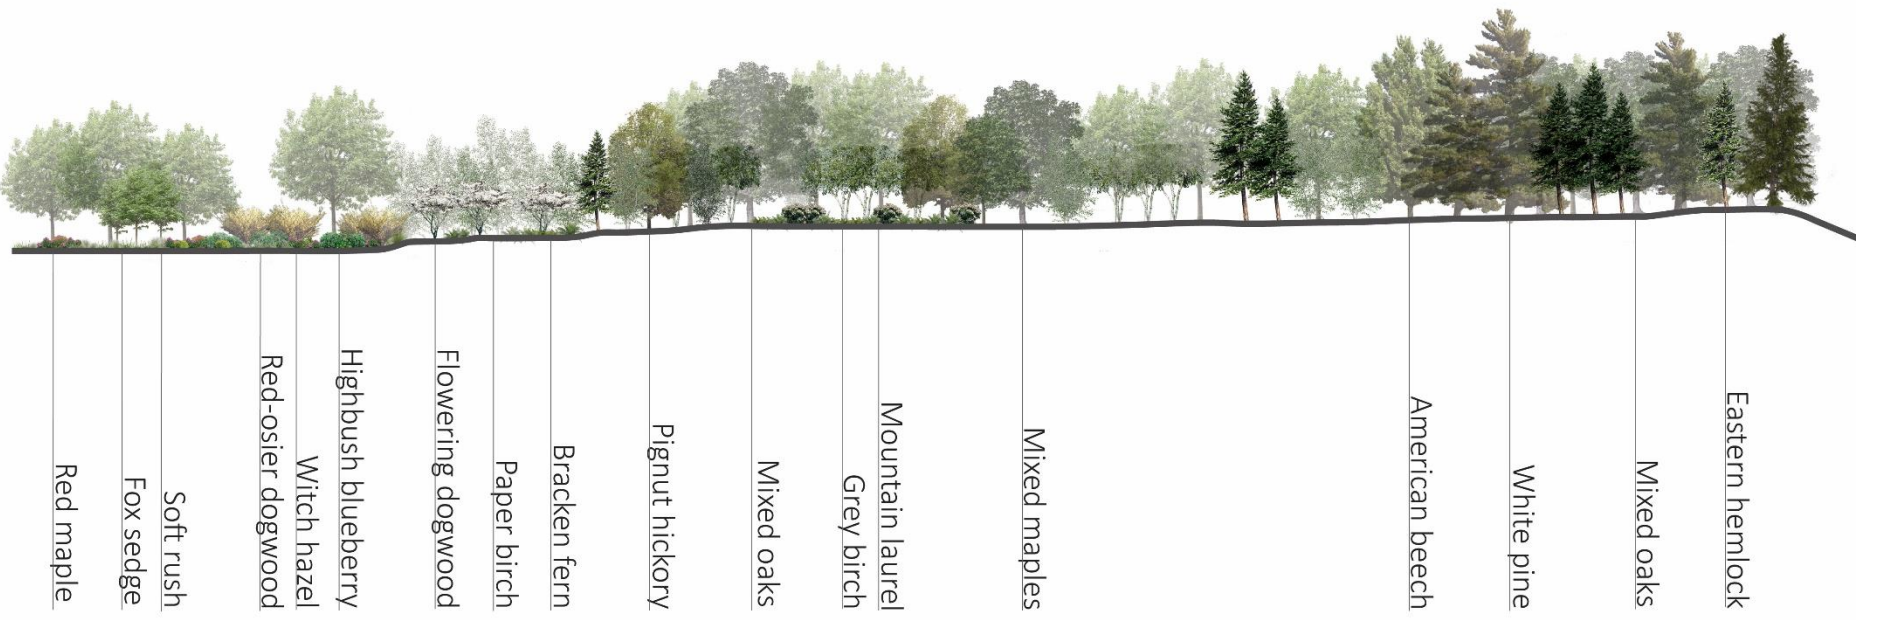 Red maple
Fox sedge
Soft rush
Red-osier dogwood
Witch hazel
Highbush blueberry
Flowering dogwood
Paper birch
Bracken fern
Pignut hickory
Mixed oaks
Grey birch
Mountain laurel
Mixed maples
American beech
White pine
Mixed oaks
Eastern hemlock